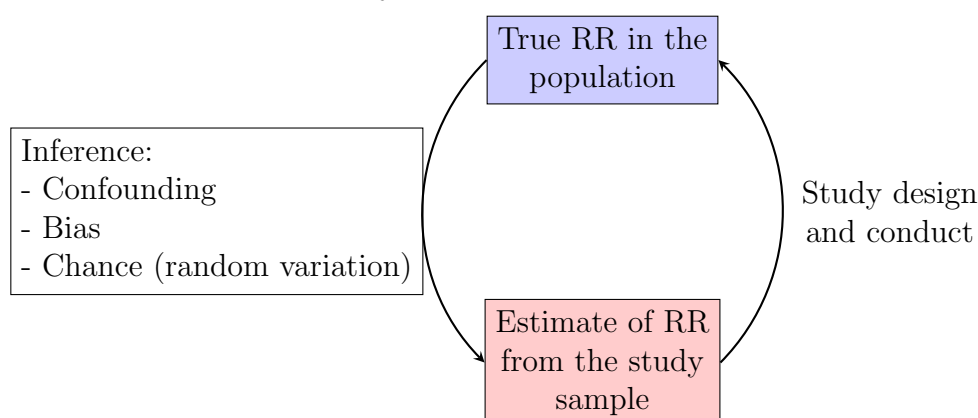 True RR in the
population
Inference:
- Confounding
- Bias
- Chance (random variation)
Study design
and conduct
Estimate of RR
from the study
sample